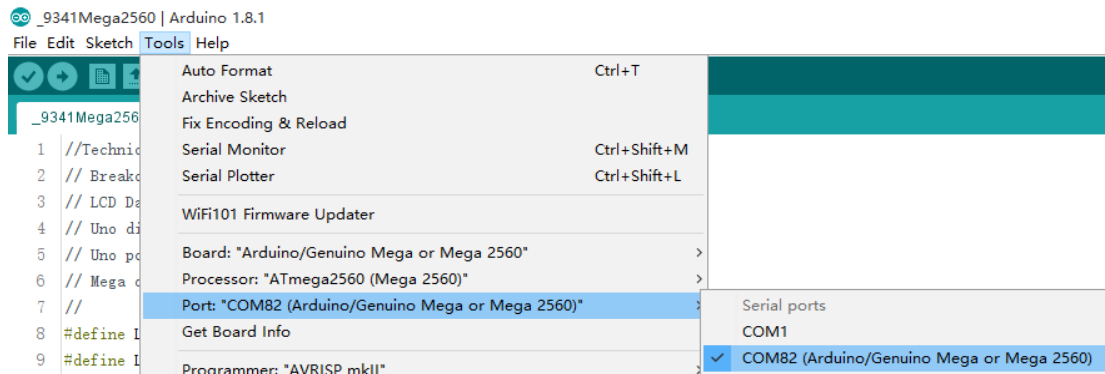 _9341Mega2560 | Arduino 1.8.1
File Edit Sketch Tools Help
Auto Format Ctrl+T
Archive Sketch
_9341Mega256
Fix Encoding & Reload
1 //Technic
Serial Monitor Ctrl+Shift+M
2 // Breako
Serial Plotter Ctrl+Shift+L
3 // LCD Da
WiFi101 Firmware Updater
4 // Uno di
5 // Uno po
Board: "Arduino/Genuino Mega or Mega 2560"
6 // Mega
Processor: "ATmega2560 (Mega 2560)"
7 //
Port: "COM82 (Arduino/Genuino Mega or Mega 2560)"
Serial ports
8 #define
Get Board Info
COM1
9 #define
Programmer: "AVRISP mkII"
COM82 (Arduino/Genuino Mega or Mega 2560)